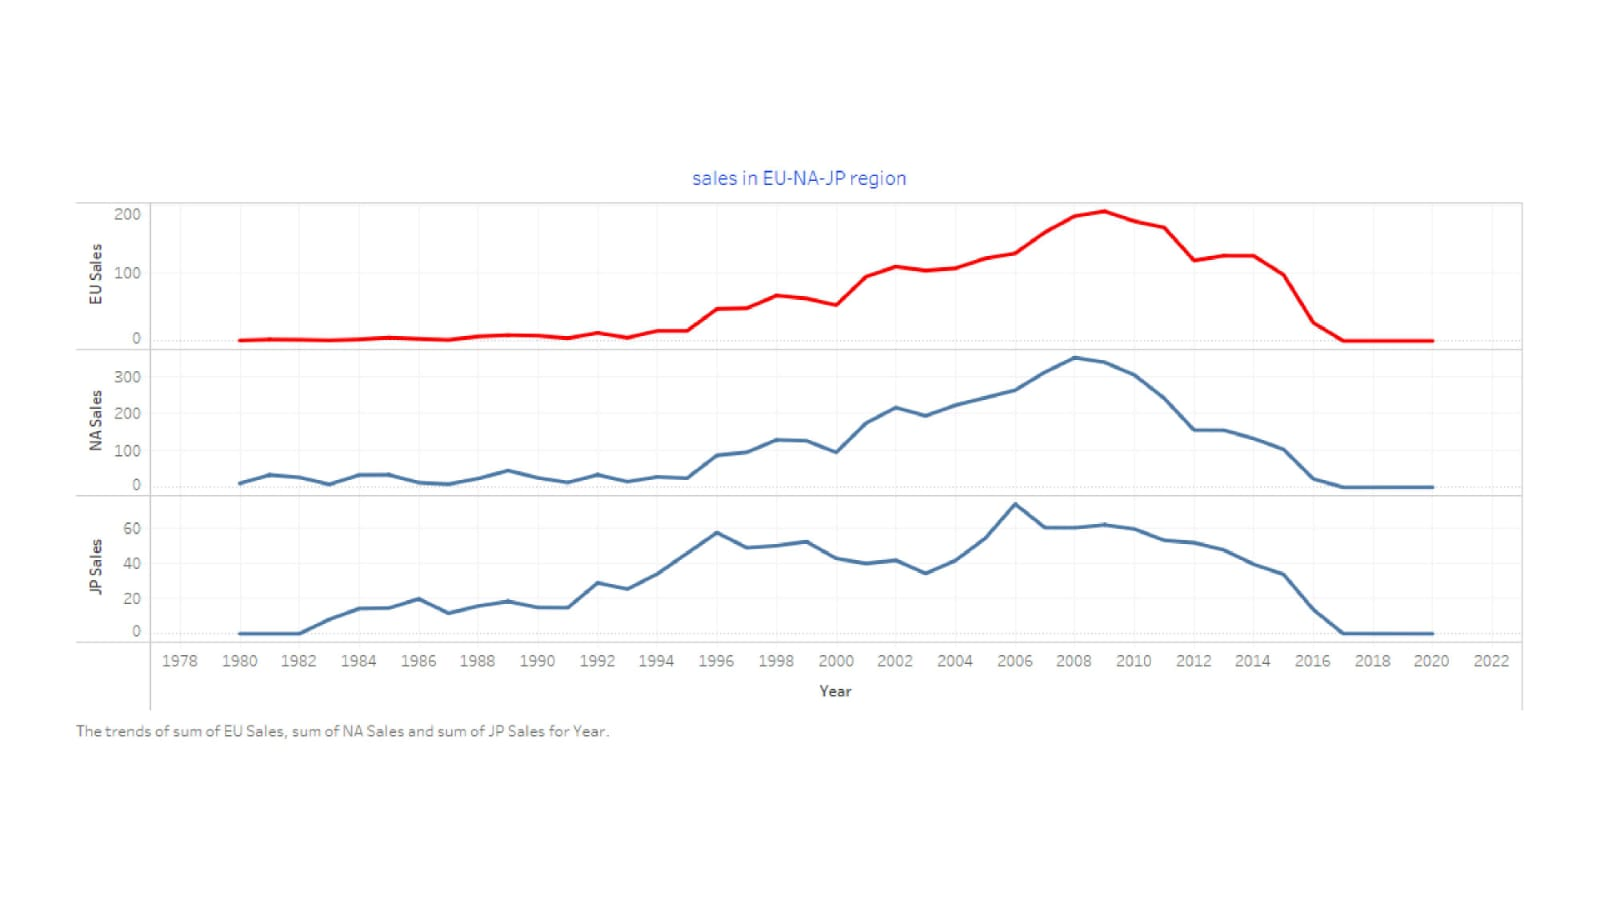 sales in EU-NA-JP region
EU Sales
200
100
0
NA Sales
300
200
100
0
JP Sales
60
40
20
0
1978 1980 1982 1984 1986 1988 1990 1992 1994 1996 1998 2000 2002 2004 2006 2008 2010 2012 2014 2016 2018 2020 2022
Year
The trends of sum of EU Sales, sum of NA Sales and sum of JP Sales for Year.